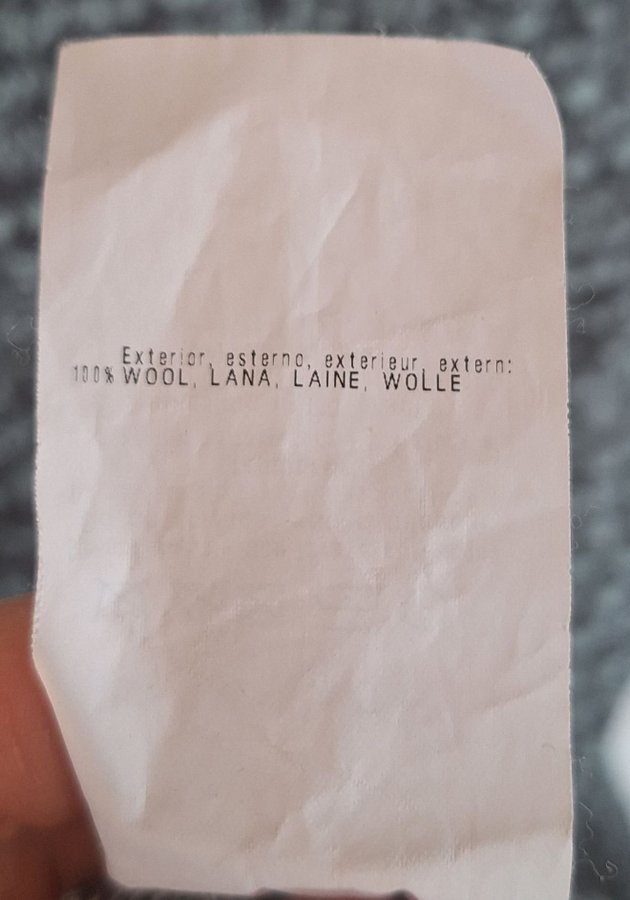 Exterior, esterno, exterieur, extern:
100% WOOL, LANA, LAINE, WOLLE